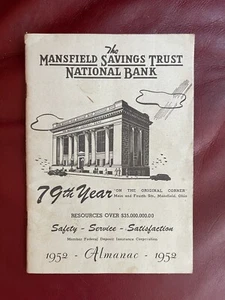 The
MANSFIELD SAVINGS TRUST
NATIONAL BANK
79th Year
ON THE ORIGINAL CORNER
Main and Fourth Sts., Mansfield, Ohio
RESOURCES OVER $35,000,000.00
Safety - Service - Satisfaction
Member Federal Deposit Insurance Corporation
1952 - Almanac - 1952